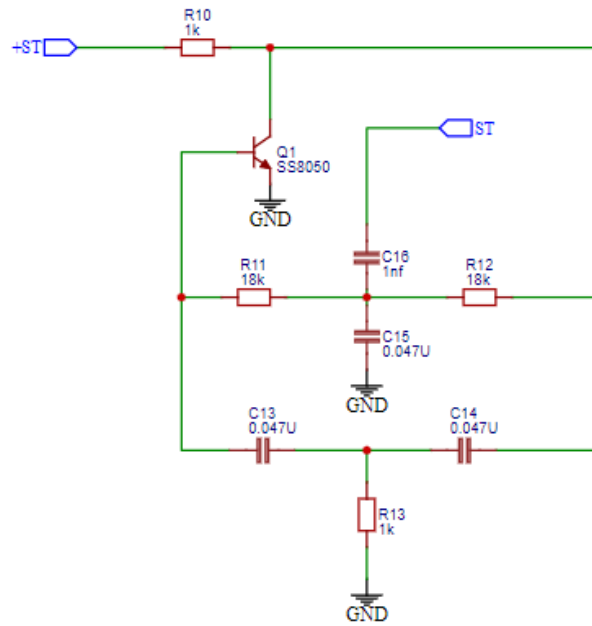 R10
1k
+ST
ST
Q1
SS8050
GND
C16
1nf
R11
18k
R12
18k
C15
0.047U
GND
C13
0.047U
C14
0.047U
R13
1k
GND